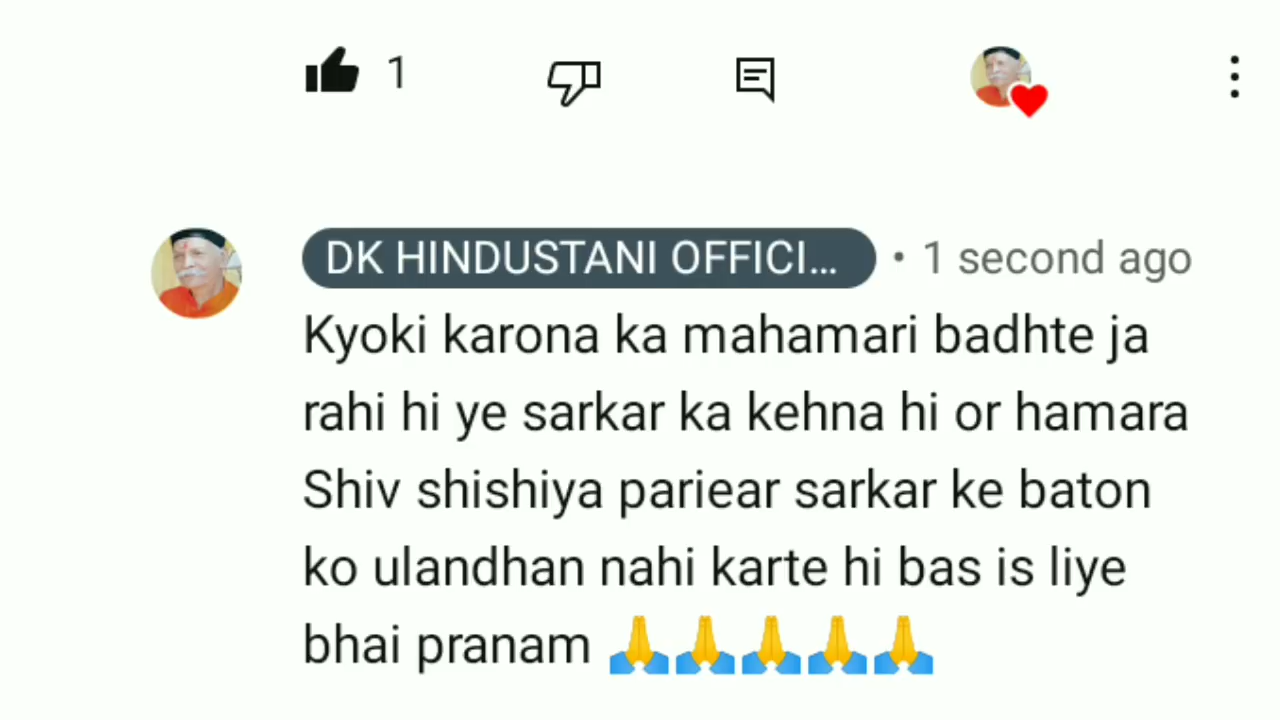 1
DK HINDUSTANI OFFICI... • 1 second ago
Kyoki karona ka mahamari badhte ja
rahi hi ye sarkar ka kehna hi or hamara
Shiv shishiya pariear sarkar ke baton
ko ulandhan nahi karte hi bas is liye
bhai pranam 🙏🙏🙏🙏🙏